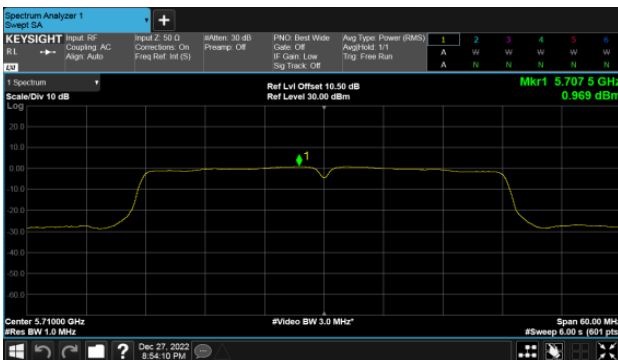 Spectrum Analyzer 1
Swept SA
KEYSIGHT Input: RF Input Z: 50 Ω #Atten: 30 dB PNO: Best Wide Avg Type: Power (RMS) 1 2 3 4 5 6
RL Coupling: AC Corrections: On Preamp: Off Gate: Off Avg|Hold: 1/1 A W W W W W
Align: Auto Freq Ref: Int (S) IF Gain: Low Trig: Free Run
Sig Track: Off A N N N N N
LXI
1 Spectrum Ref Lvl Offset 10.50 dB Mkr1 5.707 5 GHz
Scale/Div 10 dB Ref Level 30.00 dBm 0.969 dBm
Log
20.0
10.0
1
0.00
-10.0
-20.0
-30.0
-40.0
-50.0
-60.0
Center 5.71000 GHz #Video BW 3.0 MHz* Span 60.00 MHz
#Res BW 1.0 MHz #Sweep 6.00 s (601 pts
? Dec 27, 2022
8:54:10 PM